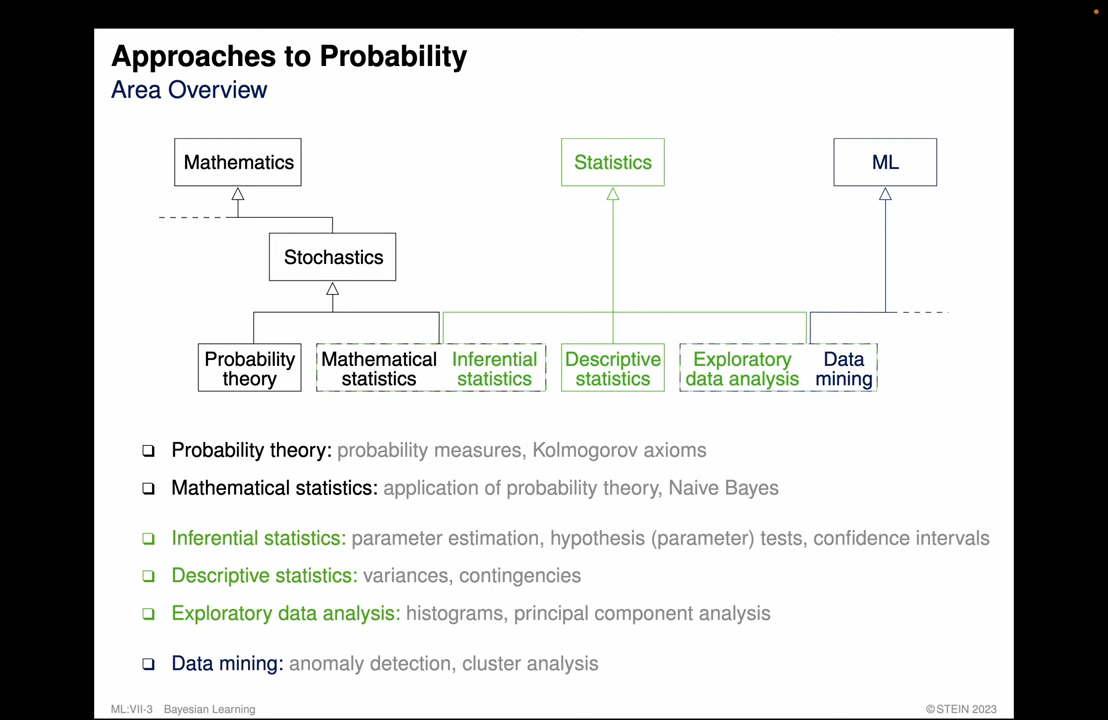 Approaches to Probability
Area Overview
Mathematics
Statistics
ML
Stochastics
Probability
theory
Mathematical
statistics
Inferential
statistics
Descriptive
statistics
Exploratory
data analysis
Data
mining
❑ Probability theory: probability measures, Kolmogorov axioms
❑ Mathematical statistics: application of probability theory, Naive Bayes
❑ Inferential statistics: parameter estimation, hypothesis (parameter) tests, confidence intervals
❑ Descriptive statistics: variances, contingencies
❑ Exploratory data analysis: histograms, principal component analysis
❑ Data mining: anomaly detection, cluster analysis
ML:VII-3 Bayesian Learning
©STEIN 2023